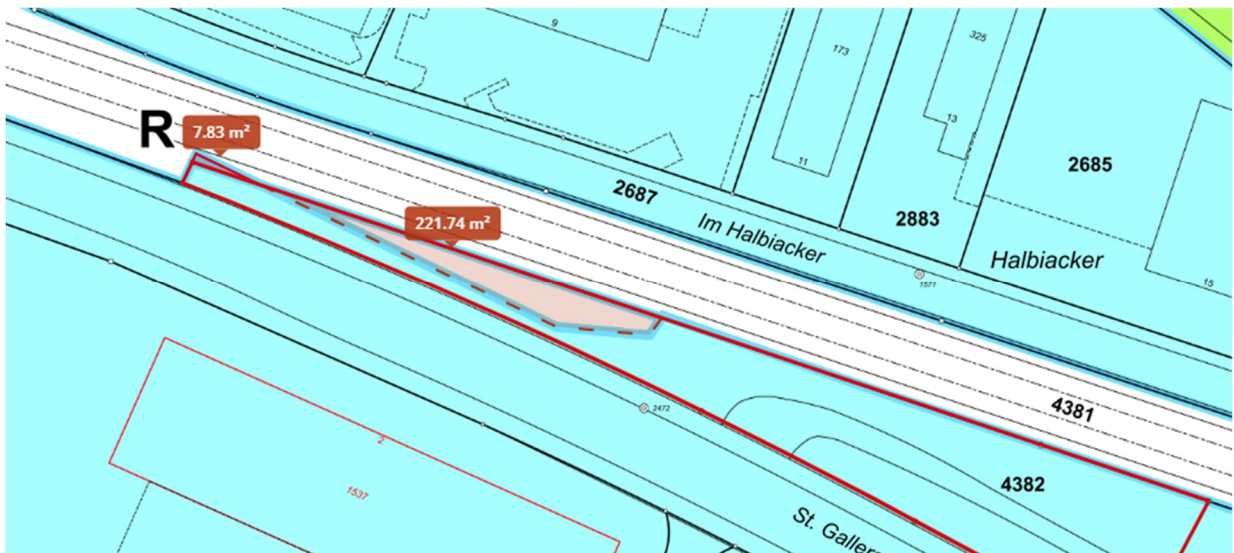 9
173
325
R
7.83 m²
13
11
2685
2687
221.74 m²
2883
Im Halbiacker
Halbiacker
1571
15
4381
2472
2
4382
1537
St. Galler